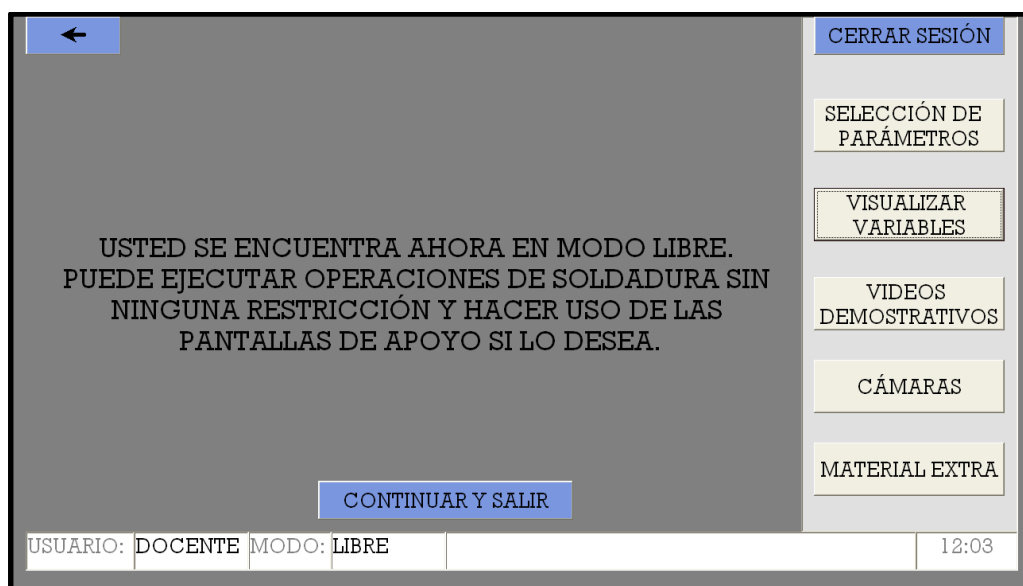 USTED SE ENCUENTRA AHORA EN MODO LIBRE.
PUEDE EJECUTAR OPERACIONES DE SOLDADURA SIN
NINGUNA RESTRICCIÓN Y HACER USO DE LAS
PANTALLAS DE APOYO SI LO DESEA.
CONTINUAR Y SALIR
CERRAR SESIÓN
SELECCIÓN DE
PARÁMETROS
VISUALIZAR
VARIABLES
VIDEOS
DEMOSTRATIVOS
CÁMARAS
MATERIAL EXTRA
USUARIO: DOCENTE MODO: LIBRE 12:03